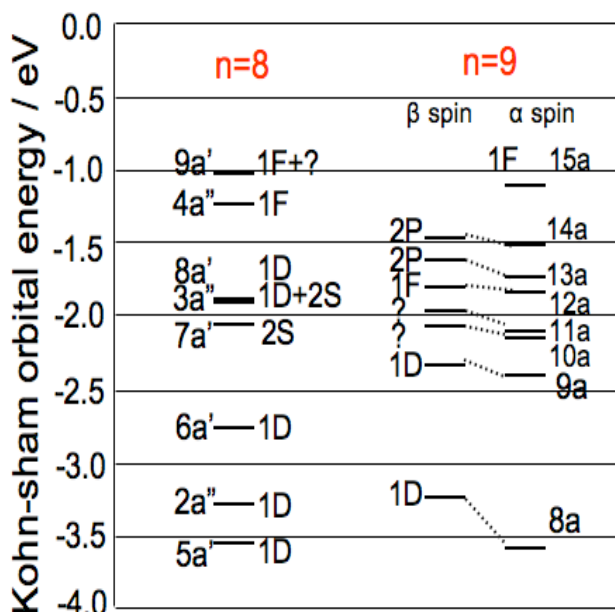 Kohn-sham orbital energy / eV
0.0
-0.5
-1.0
-1.5
-2.0
-2.5
-3.0
-3.5
-4.0
n=8
9a' 1F+?
4a" 1F
8a' 1D
3a" 1D+2S
7a' 2S
6a' 1D
2a" 1D
5a' 1D
n=9
β spin α spin
1F 15a
2P 14a
2P 13a
1F 12a
? 11a
? 10a
1D 9a
1D 8a